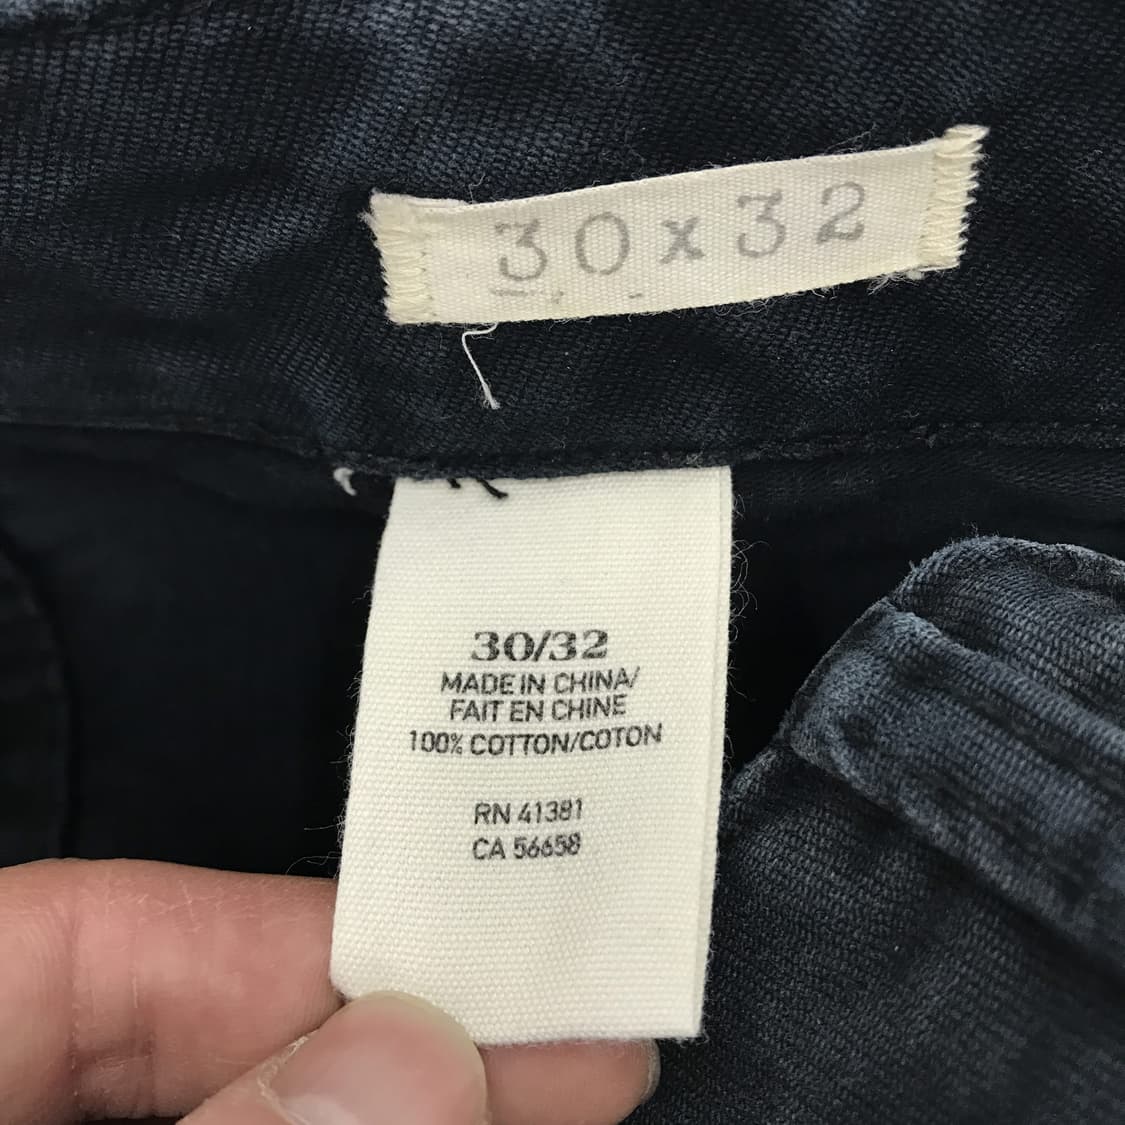 30x32
30/32
MADE IN CHINA/
FAIT EN CHINE
100% COTTON/COTON
RN 41381
CA 56658